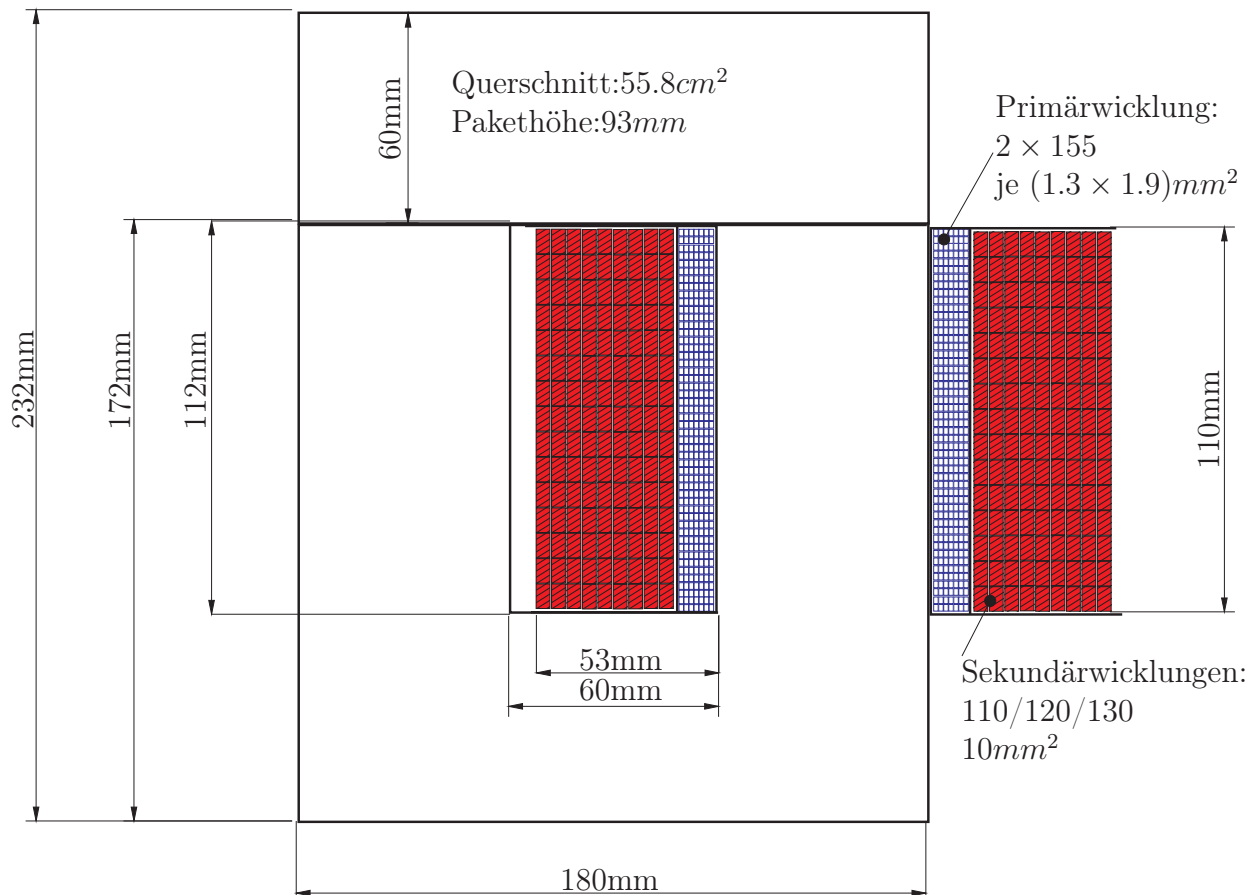 Querschnitt:55.8cm²
Pakethöhe:93mm
60mm
Primärwicklung:
2 × 155
je (1.3 × 1.9)mm²
232mm
172mm
112mm
110mm
53mm
60mm
Sekundärwicklungen:
110/120/130
10mm²
180mm